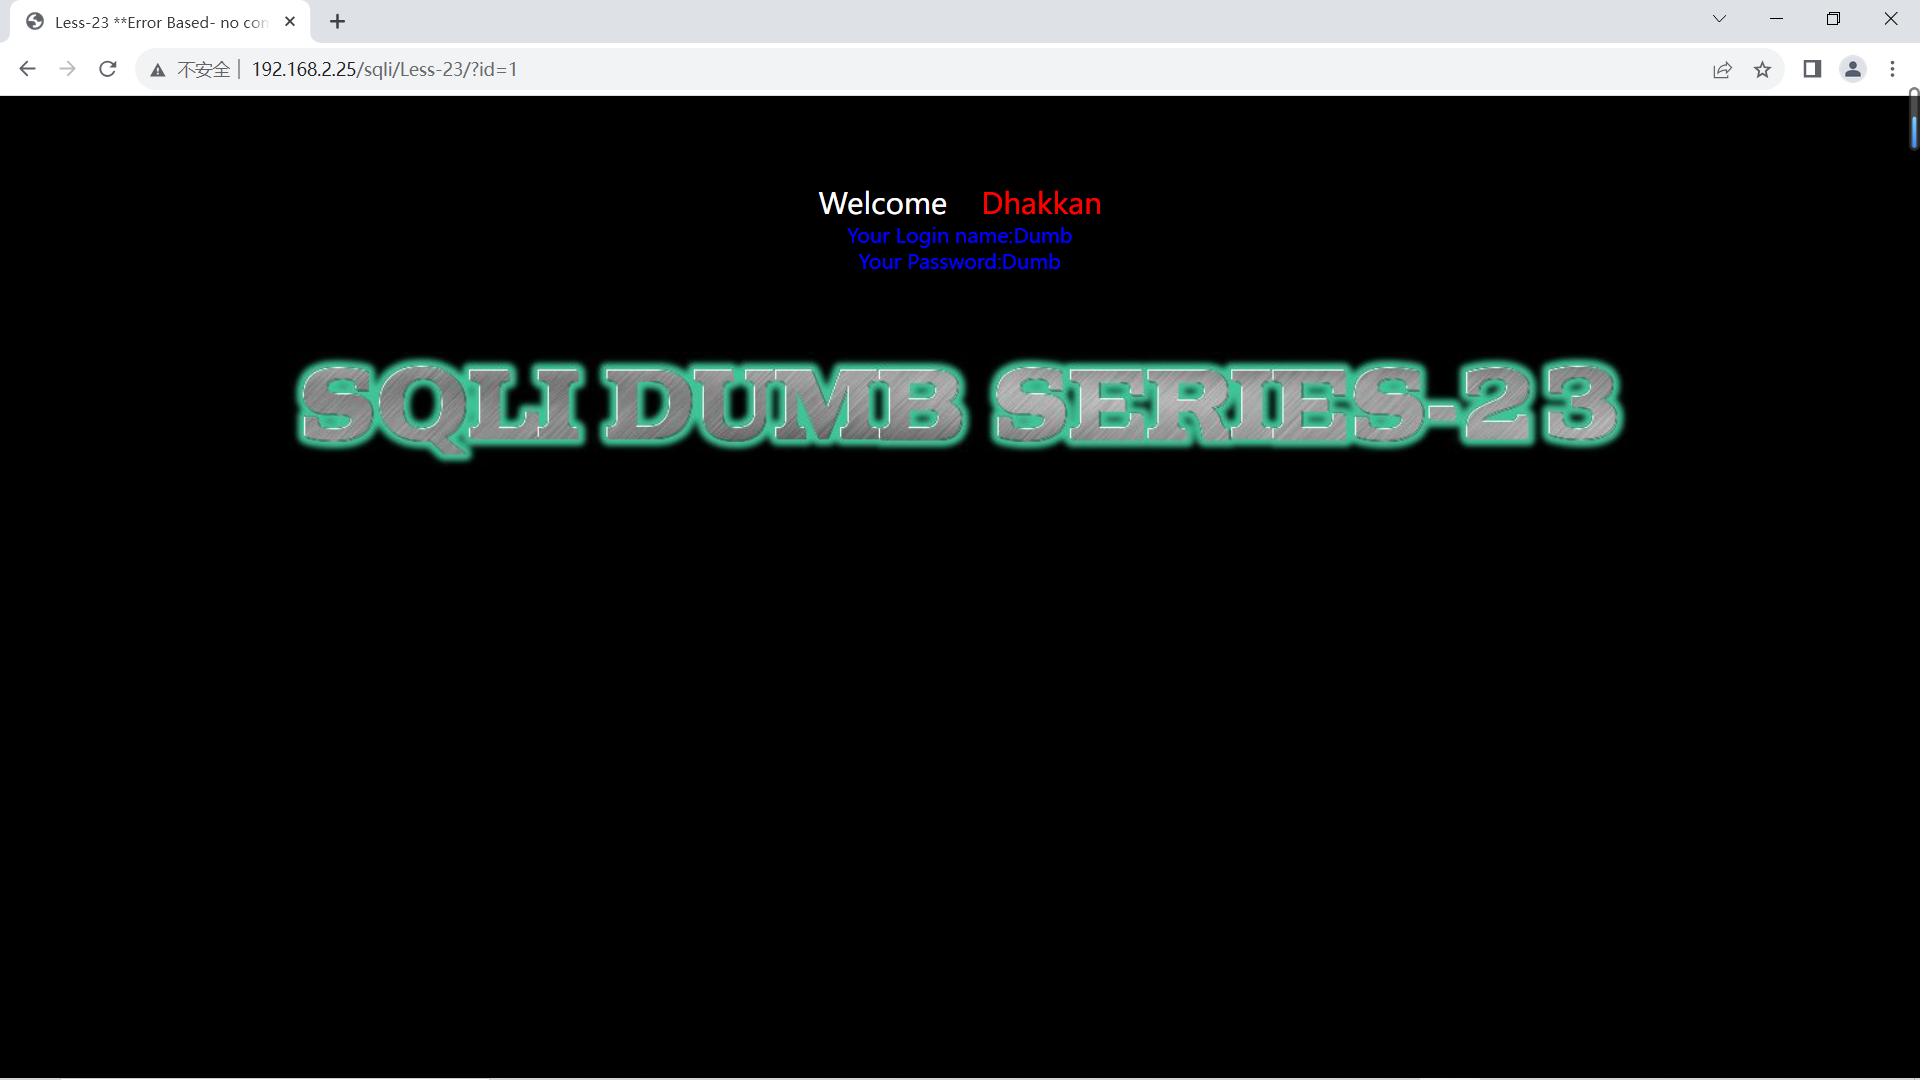 Less-23 **Error Based- no con
不安全 192.168.2.25/sqli/Less-23/?id=1
Welcome Dhakkan
Your Login name:Dumb
Your Password:Dumb
SQLI DUMB SERIES-23